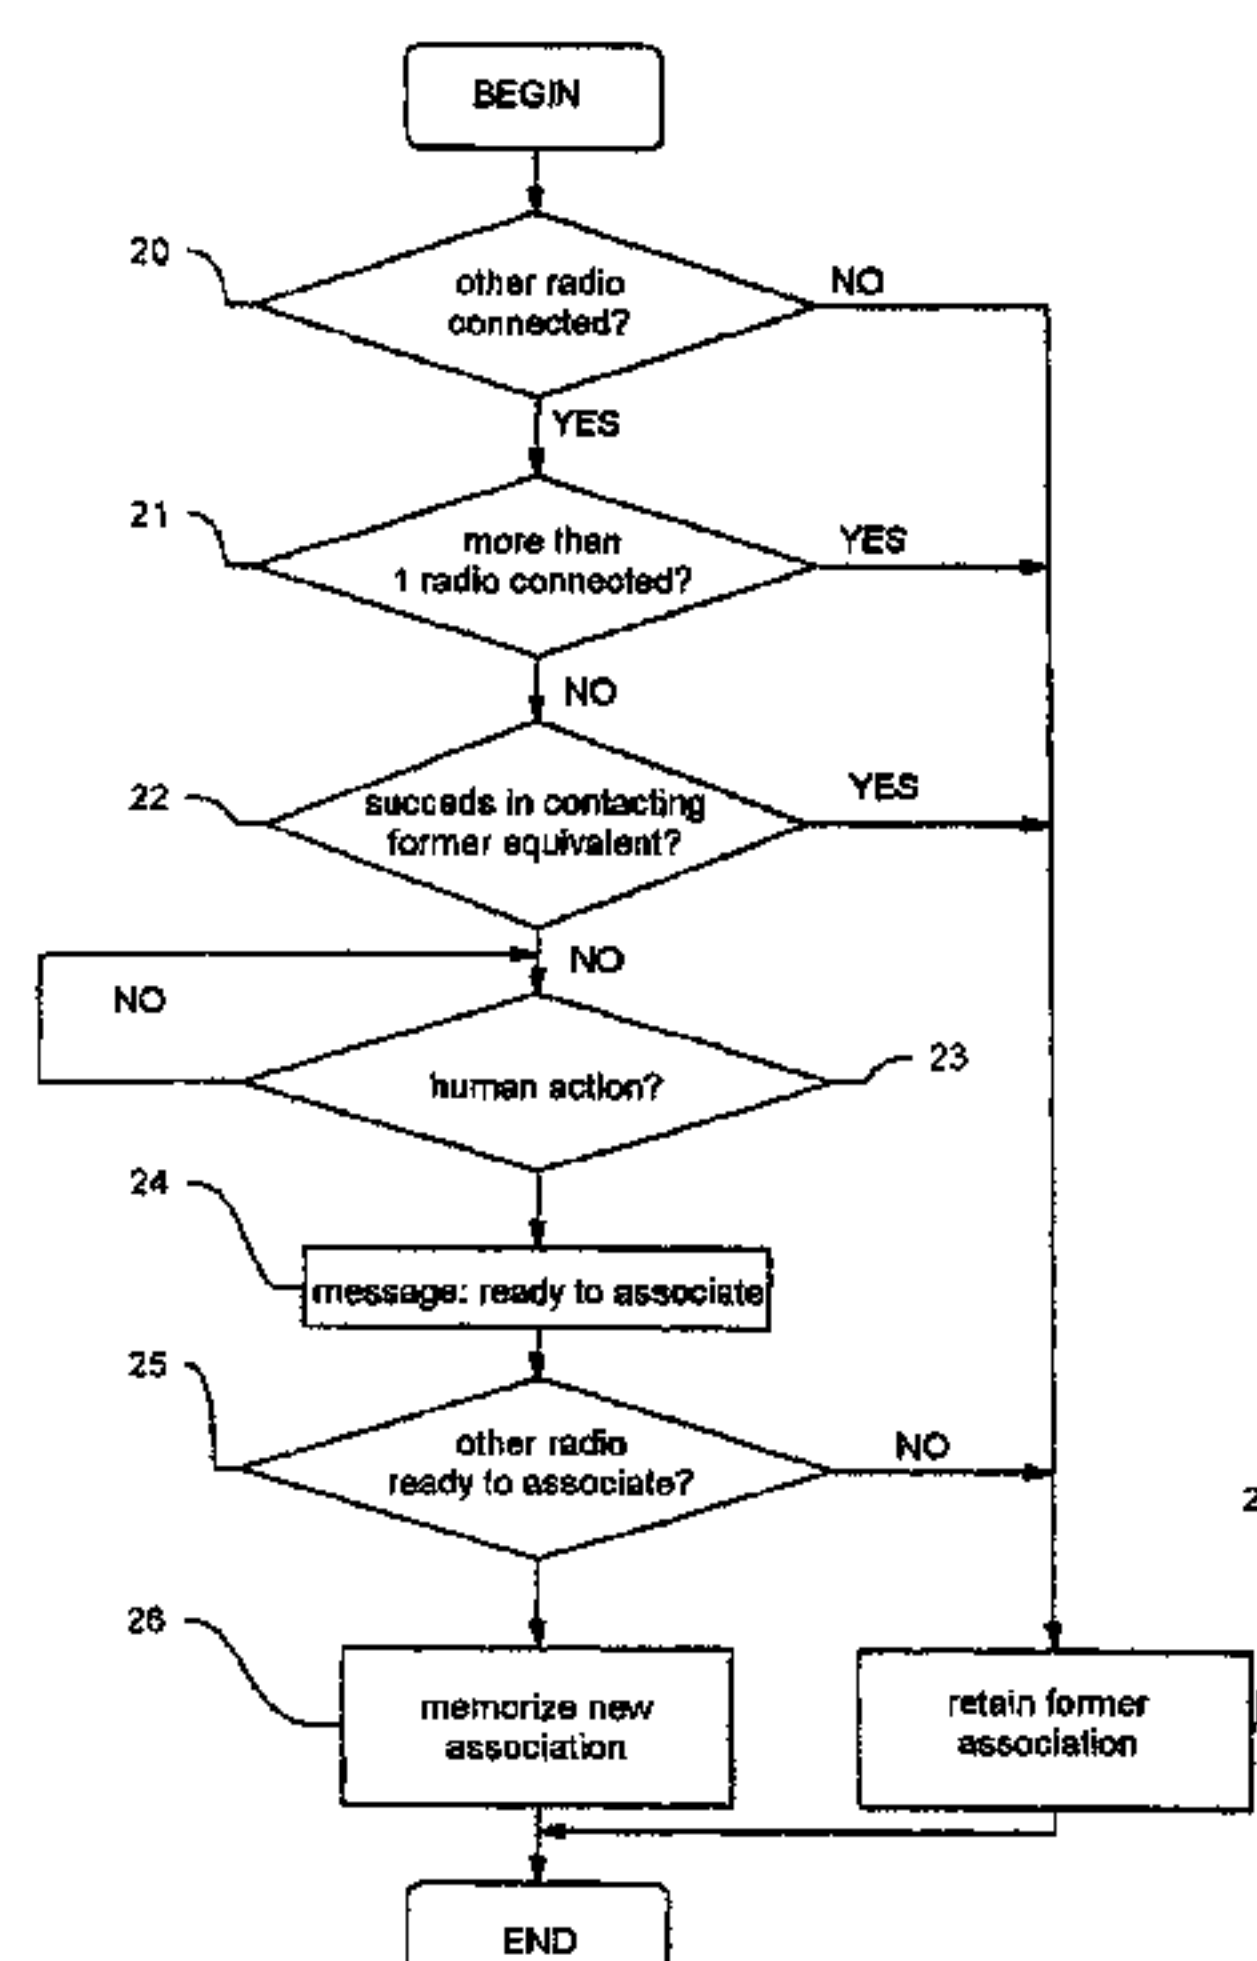 BEGIN
20
other radio
connected?
NO
YES
21
more than
1 radio connected?
YES
NO
22
succeds in contacting
former equivalent?
YES
NO
NO
human action?
23
24
message: ready to associate
25
other radio
ready to associate?
NO
2
26
memorize new
association
retain former
association
END